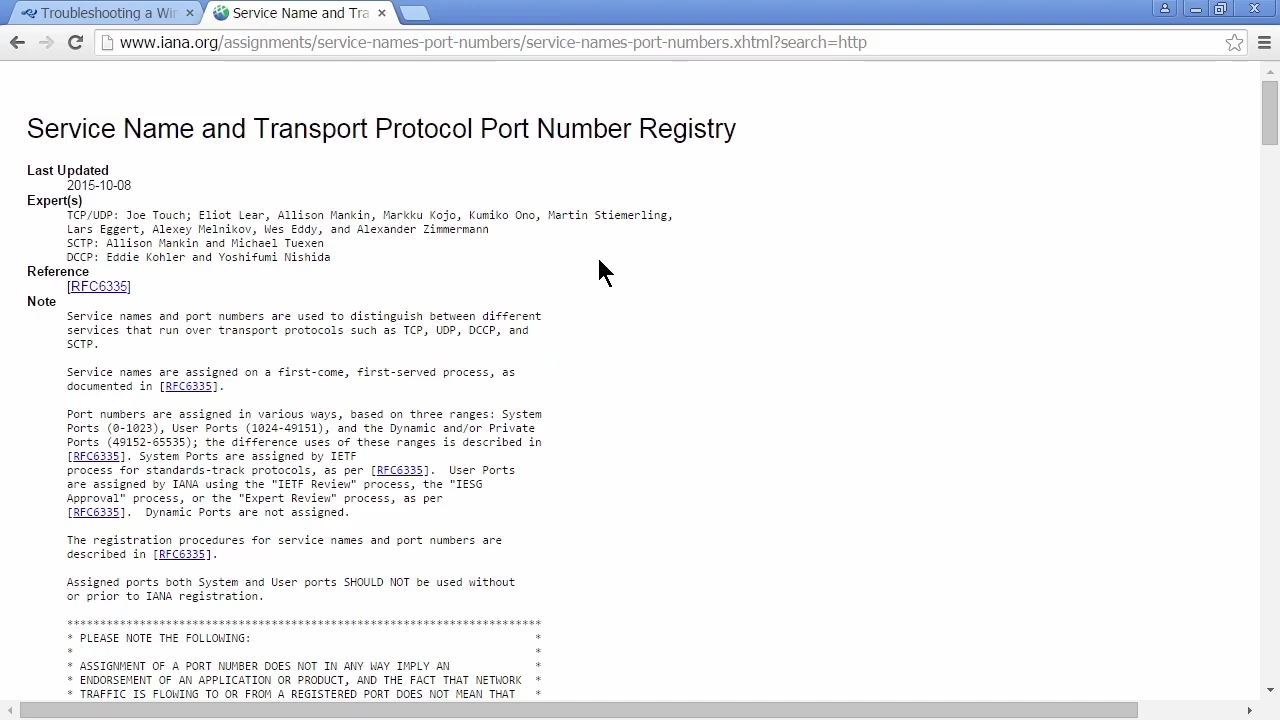 Troubleshooting a Wir
Service Name and Tra
www.iana.org/assignments/service-names-port-numbers/service-names-port-numbers.xhtml?search=http
Service Name and Transport Protocol Port Number Registry
Last Updated
2015-10-08
Expert(s)
TCP/UDP: Joe Touch; Eliot Lear, Allison Mankin, Markku Kojo, Kumiko Ono, Martin Stiemerling,
Lars Eggert, Alexey Melnikov, Wes Eddy, and Alexander Zimmermann
SCTP: Allison Mankin and Michael Tuexen
DCCP: Eddie Kohler and Yoshifumi Nishida
Reference
[RFC6335]
Note
Service names and port numbers are used to distinguish between different
services that run over transport protocols such as TCP, UDP, DCCP, and
SCTP.
Service names are assigned on a first-come, first-served process, as
documented in [RFC6335].
Port numbers are assigned in various ways, based on three ranges: System
Ports (0-1023), User Ports (1024-49151), and the Dynamic and/or Private
Ports (49152-65535); the difference uses of these ranges is described in
[RFC6335]. System Ports are assigned by IETF
process for standards-track protocols, as per [RFC6335].  User Ports
are assigned by IANA using the "IETF Review" process, the "IESG
Approval" process, or the "Expert Review" process, as per
[RFC6335].  Dynamic Ports are not assigned.
The registration procedures for service names and port numbers are
described in [RFC6335].
Assigned ports both System and User ports SHOULD NOT be used without
or prior to IANA registration.
************************************************************************
* PLEASE NOTE THE FOLLOWING: *
* *
* ASSIGNMENT OF A PORT NUMBER DOES NOT IN ANY WAY IMPLY AN *
* ENDORSEMENT OF AN APPLICATION OR PRODUCT, AND THE FACT THAT NETWORK *
* TRAFFIC IS FLOWING TO OR FROM A REGISTERED PORT DOES NOT MEAN THAT *